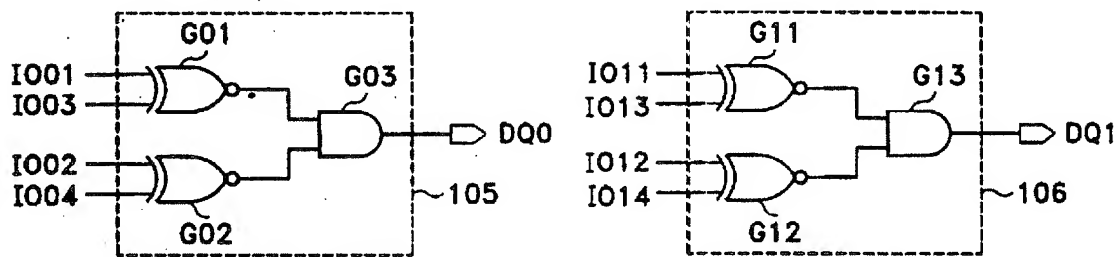 G01
IO01
IO03
G03
DQ0
IO02
IO04
G02
105
G11
IO11
IO13
G13
DQ1
IO12
IO14
G12
106